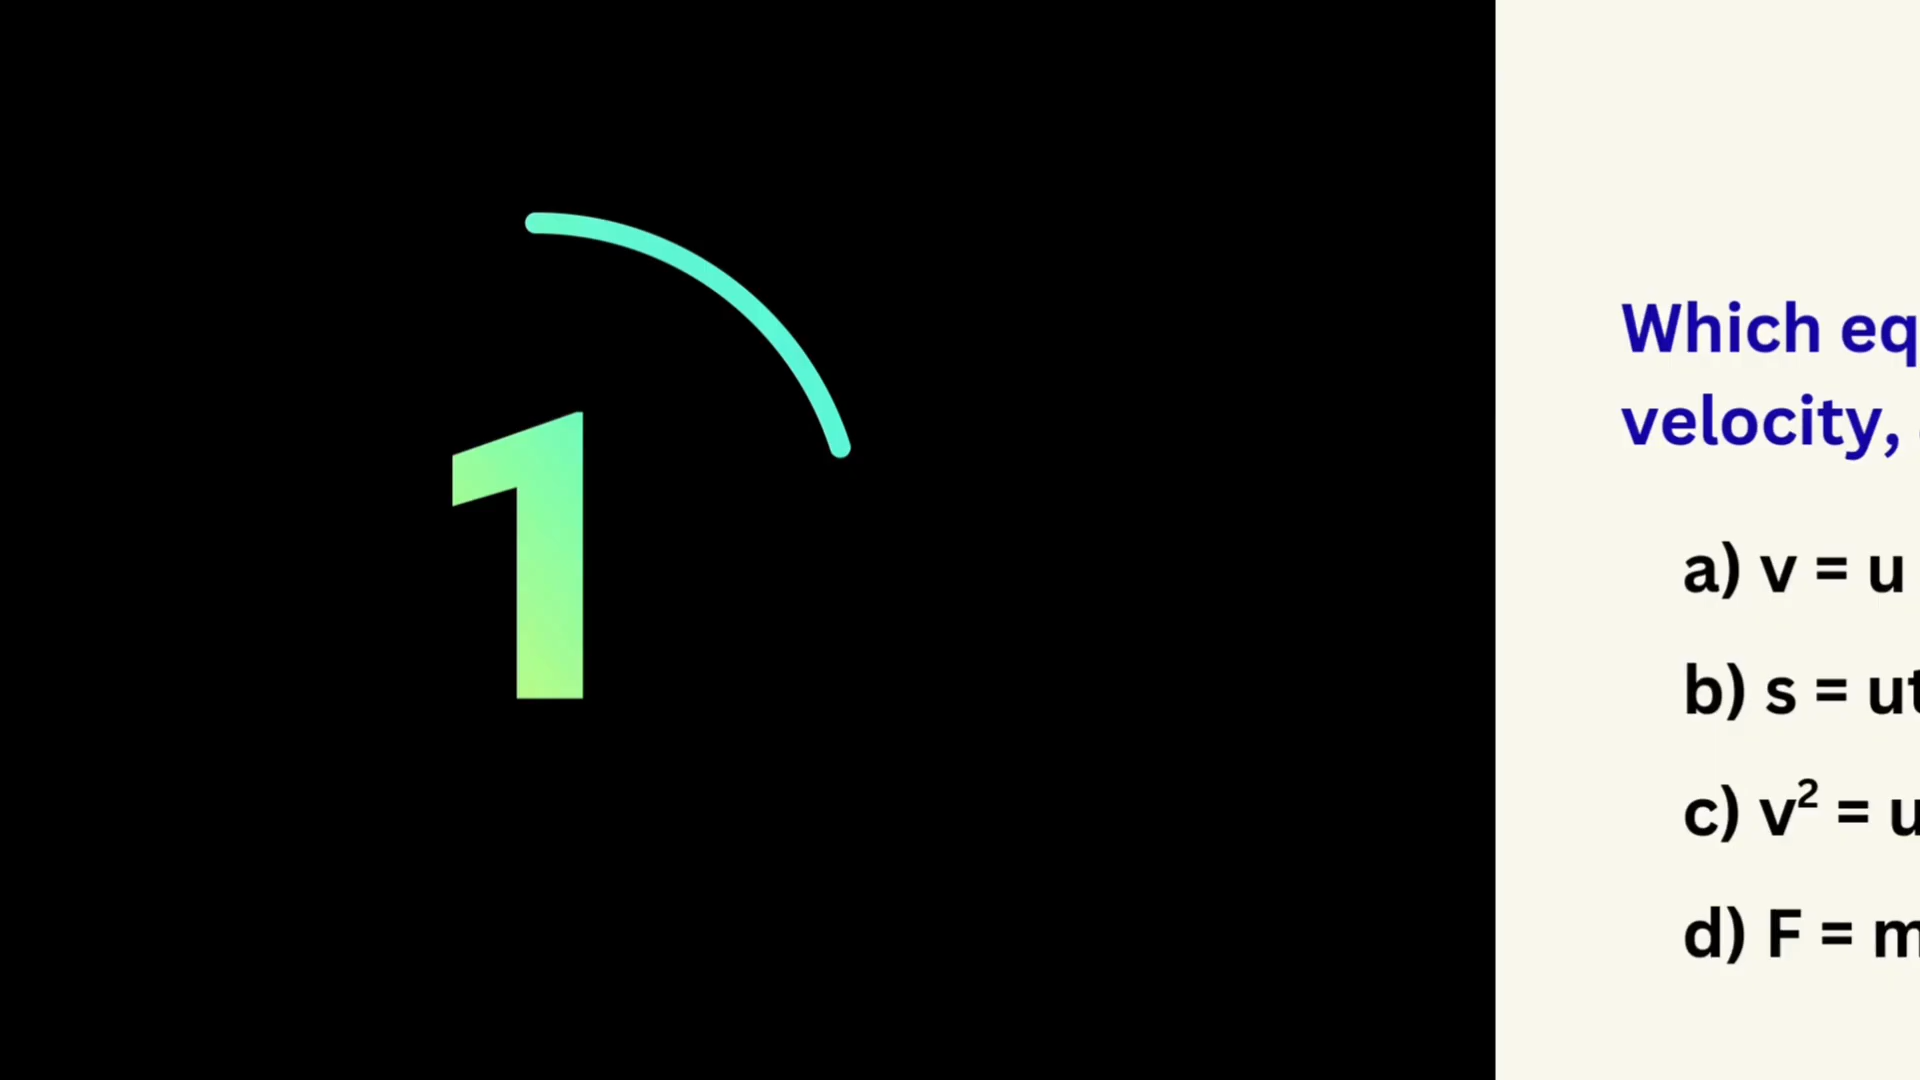 1
Which eq
velocity,
a) v = u
b) s = ut
c) v² = u
d) F = m